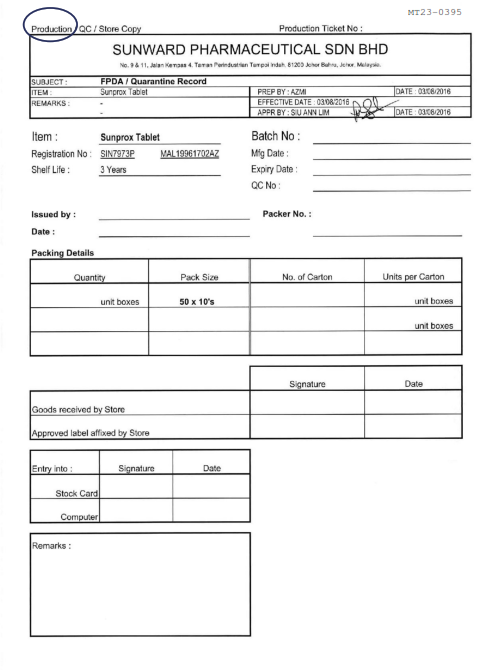 MT23-0395
Production / QC / Store Copy Production Ticket No :
SUNWARD PHARMACEUTICAL SDN BHD
No. 9 & 11, Jalan Kempas 4, Taman Perindustrian Tampoi Indah, 81200 Johor Bahru, Johor, Malaysia.
SUBJECT : FPDA / Quarantine Record
ITEM : Sunprox Tablet PREP BY : AZMI DATE : 03/08/2016
REMARKS : - EFFECTIVE DATE : 03/08/2016
- APPR BY : SIU ANN LIM DATE : 03/08/2016
Item : Sunprox Tablet Batch No :
Registration No : SIN7973P MAL19961702AZ Mfg Date :
Shelf Life : 3 Years Expiry Date :
QC No :
Issued by : Packer No. :
Date :
Packing Details
Quantity Pack Size No. of Carton Units per Carton
unit boxes 50 x 10's unit boxes
unit boxes
Signature Date
Goods received by Store
Approved label affixed by Store
Entry into : Signature Date
Stock Card
Computer
Remarks :